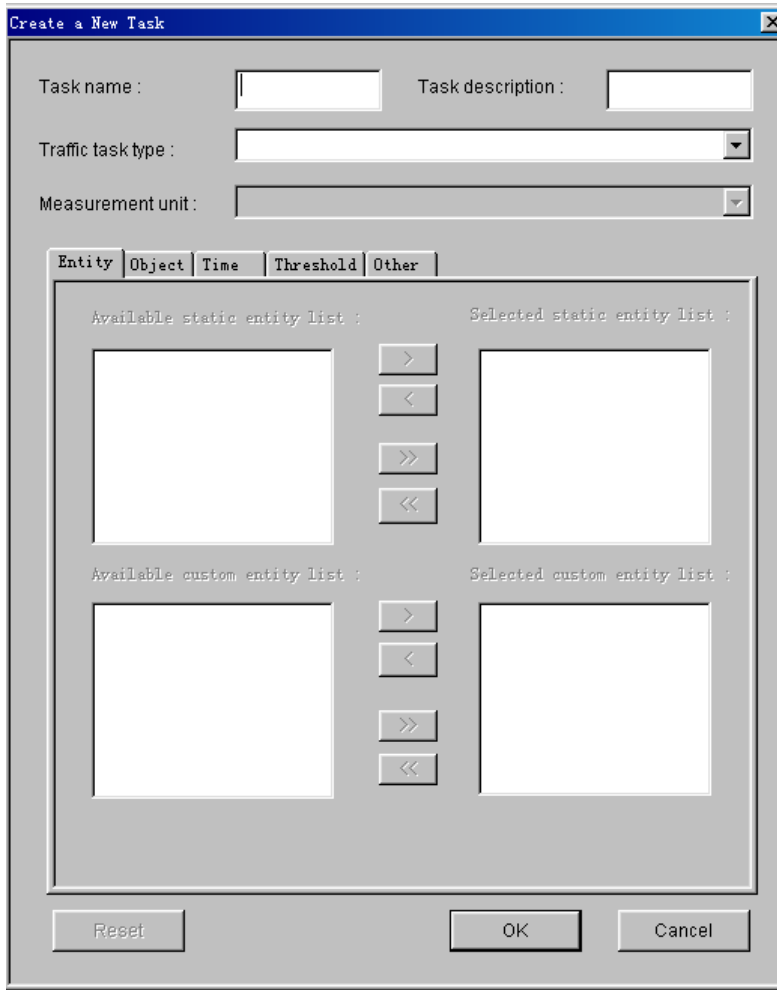 Create a New Task
Task name :
Task description :
Traffic task type :
Measurement unit :
Entity Object Time Threshold Other
Available static entity list :
Selected static entity list :
>
<
>>
<<
Available custom entity list :
Selected custom entity list :
>
<
>>
<<
Reset OK Cancel